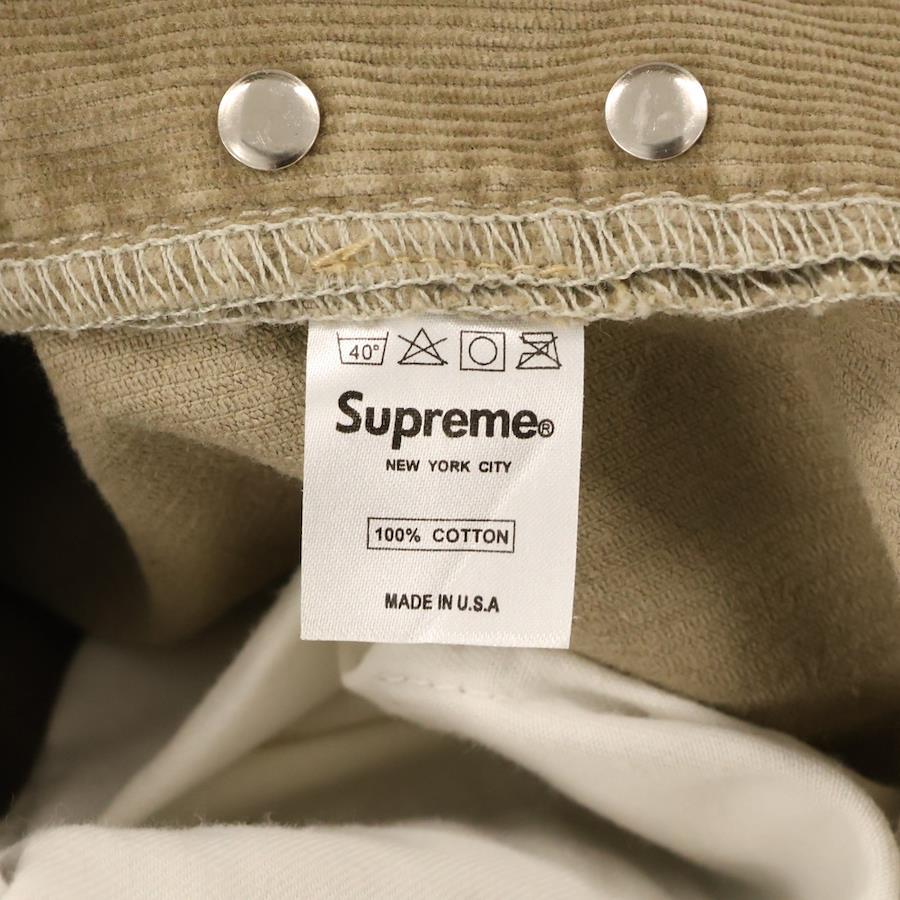 40°
Supreme®
NEW YORK CITY
100% COTTON
MADE IN U.S.A